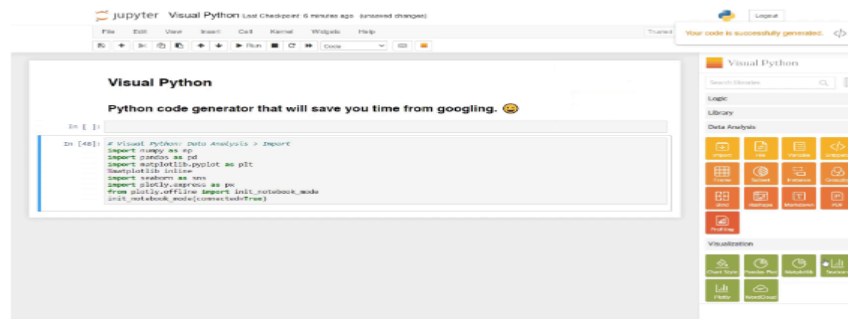 jupyter Visual Python Last Checkpoint: 6 minutes ago (unsaved changes)
Logout
File Edit View Insert Cell Kernel Widgets Help
Trusted
Your code is successfully generated.
Run
Code
Visual Python
Visual Python
Python code generator that will save you time from googling. 😄
Search libraries
Logic
Library
Data Analysis
In [ ]:
In [48]: # Visual Python: Data Analysis > Import
import numpy as np
import pandas as pd
import matplotlib.pyplot as plt
%matplotlib inline
import seaborn as sns
import plotly.express as px
from plotly.offline import init_notebook_mode
init_notebook_mode(connected=True)
Import File Variable Snippets
Frame Subset Instance
Bind Reshape Markdown PDF
Profiling
Visualization
Chart Style Pandas Plot Matplotlib Seaborn
Plotly WordCloud